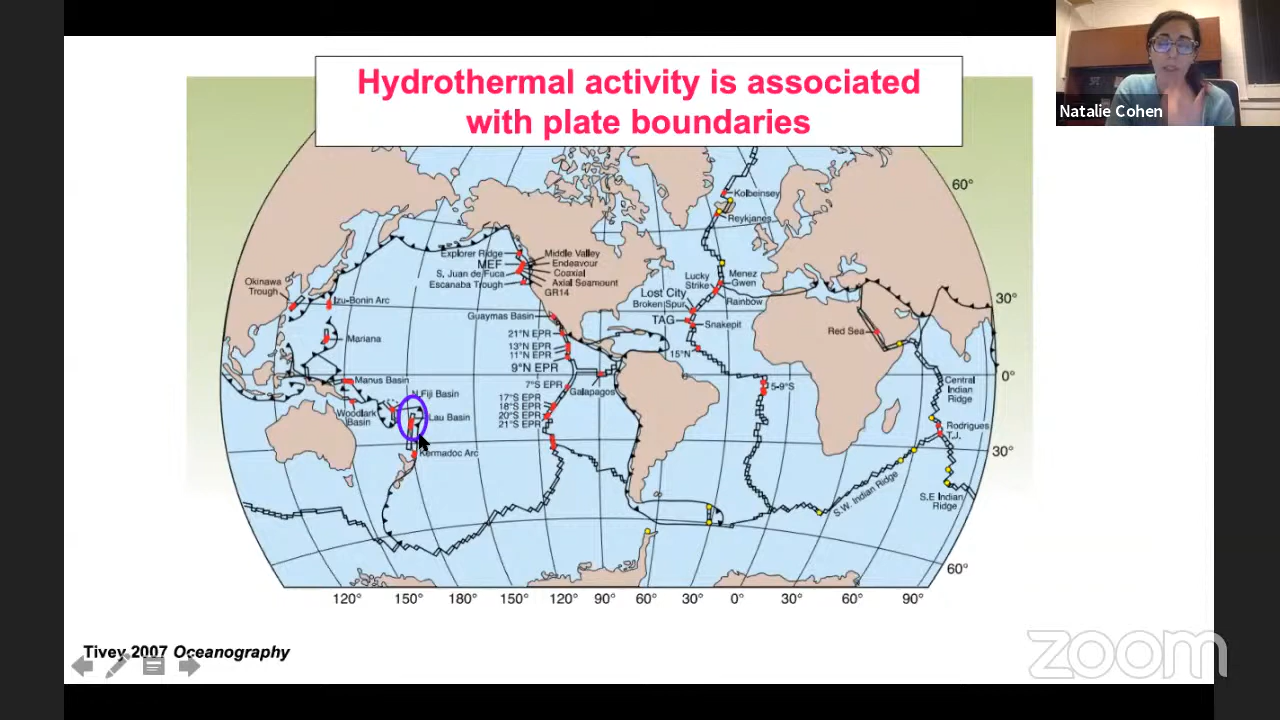 Hydrothermal activity is associated
with plate boundaries
Natalie Cohen
60°
Kolbeinsey
Reykjanes
Explorer Ridge
MEF
S. Juan de Fuca
Escanaba Trough
Middle Valley
Endeavour
Coaxial
Axial Seamount
GR14
Okinawa
Trough
Izu-Bonin Arc
Lucky
Strike
Menez
Gwen
Lost City
Broken Spur
Rainbow
30°
Guaymas Basin
TAG
Snakepit
Red Sea
Mariana
21°N EPR
13°N EPR
11°N EPR
9°N EPR
15°N
0°
Manus Basin
7°S EPR
Galapagos
5-9°S
Central
Indian
Ridge
N.Fiji Basin
Woodlark
Basin
Lau Basin
17°S EPR
18°S EPR
20°S EPR
21°S EPR
Rodrigues
T.J.
Kermadoc Arc
30°
S.W. Indian Ridge
S.E Indian
Ridge
60°
120°
150°
180°
150°
120°
90°
60°
30°
0°
30°
60°
90°
Tivey 2007 Oceanography
zoom